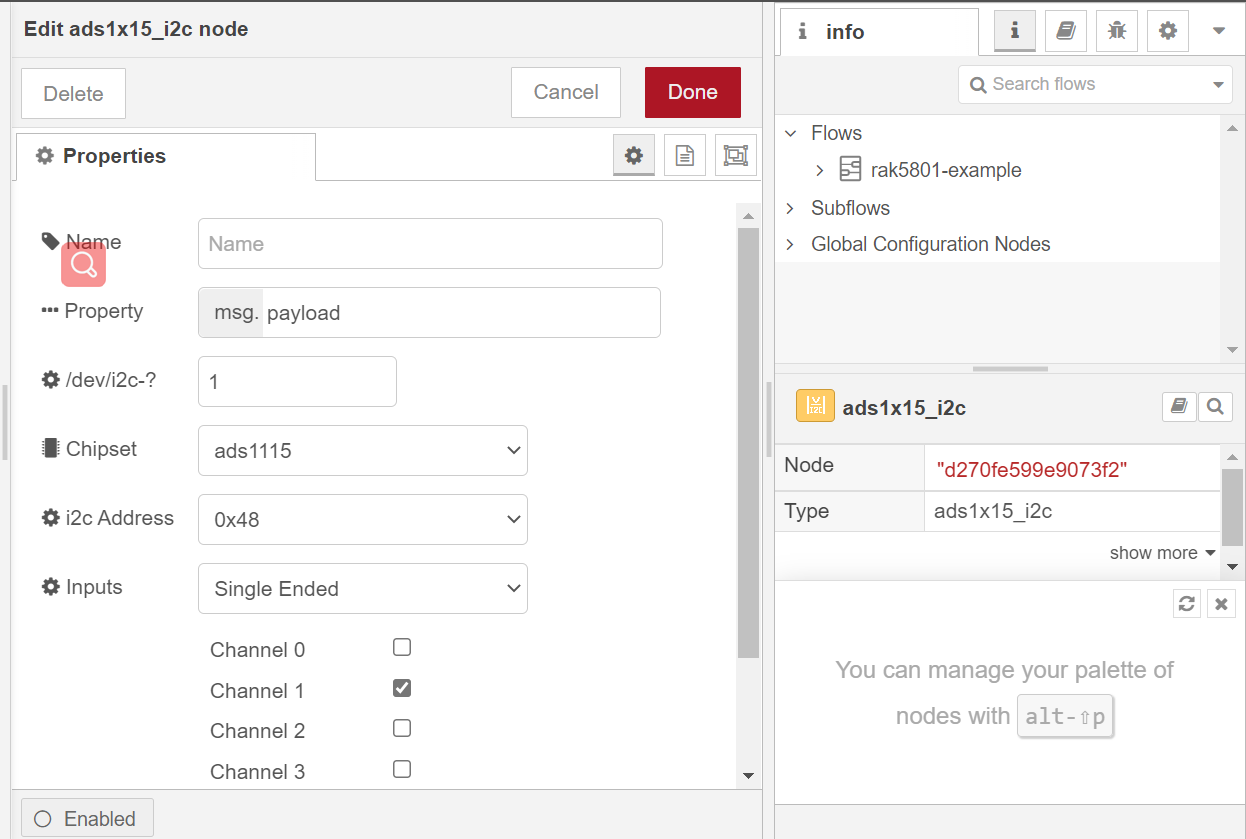 Edit ads1x15_i2c node
Delete
Cancel
Done
Properties
Name
Name
Property
msg. payload
/dev/i2c-?
1
Chipset
ads1115
i2c Address
0x48
Inputs
Single Ended
Channel 0
Channel 1
Channel 2
Channel 3
Enabled
info
Search flows
Flows
rak5801-example
Subflows
Global Configuration Nodes
ads1x15_i2c
Node
"d270fe599e9073f2"
Type
ads1x15_i2c
show more
You can manage your palette of
nodes with alt-⇧p